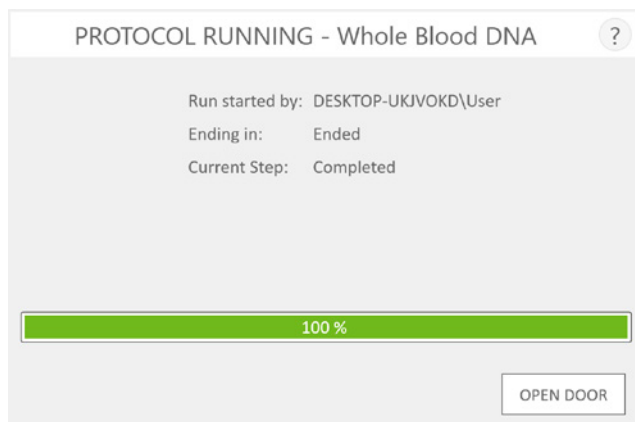 PROTOCOL RUNNING - Whole Blood DNA ?
Run started by: DESKTOP-UKJVOKD\User
Ending in: Ended
Current Step: Completed
100 %
OPEN DOOR